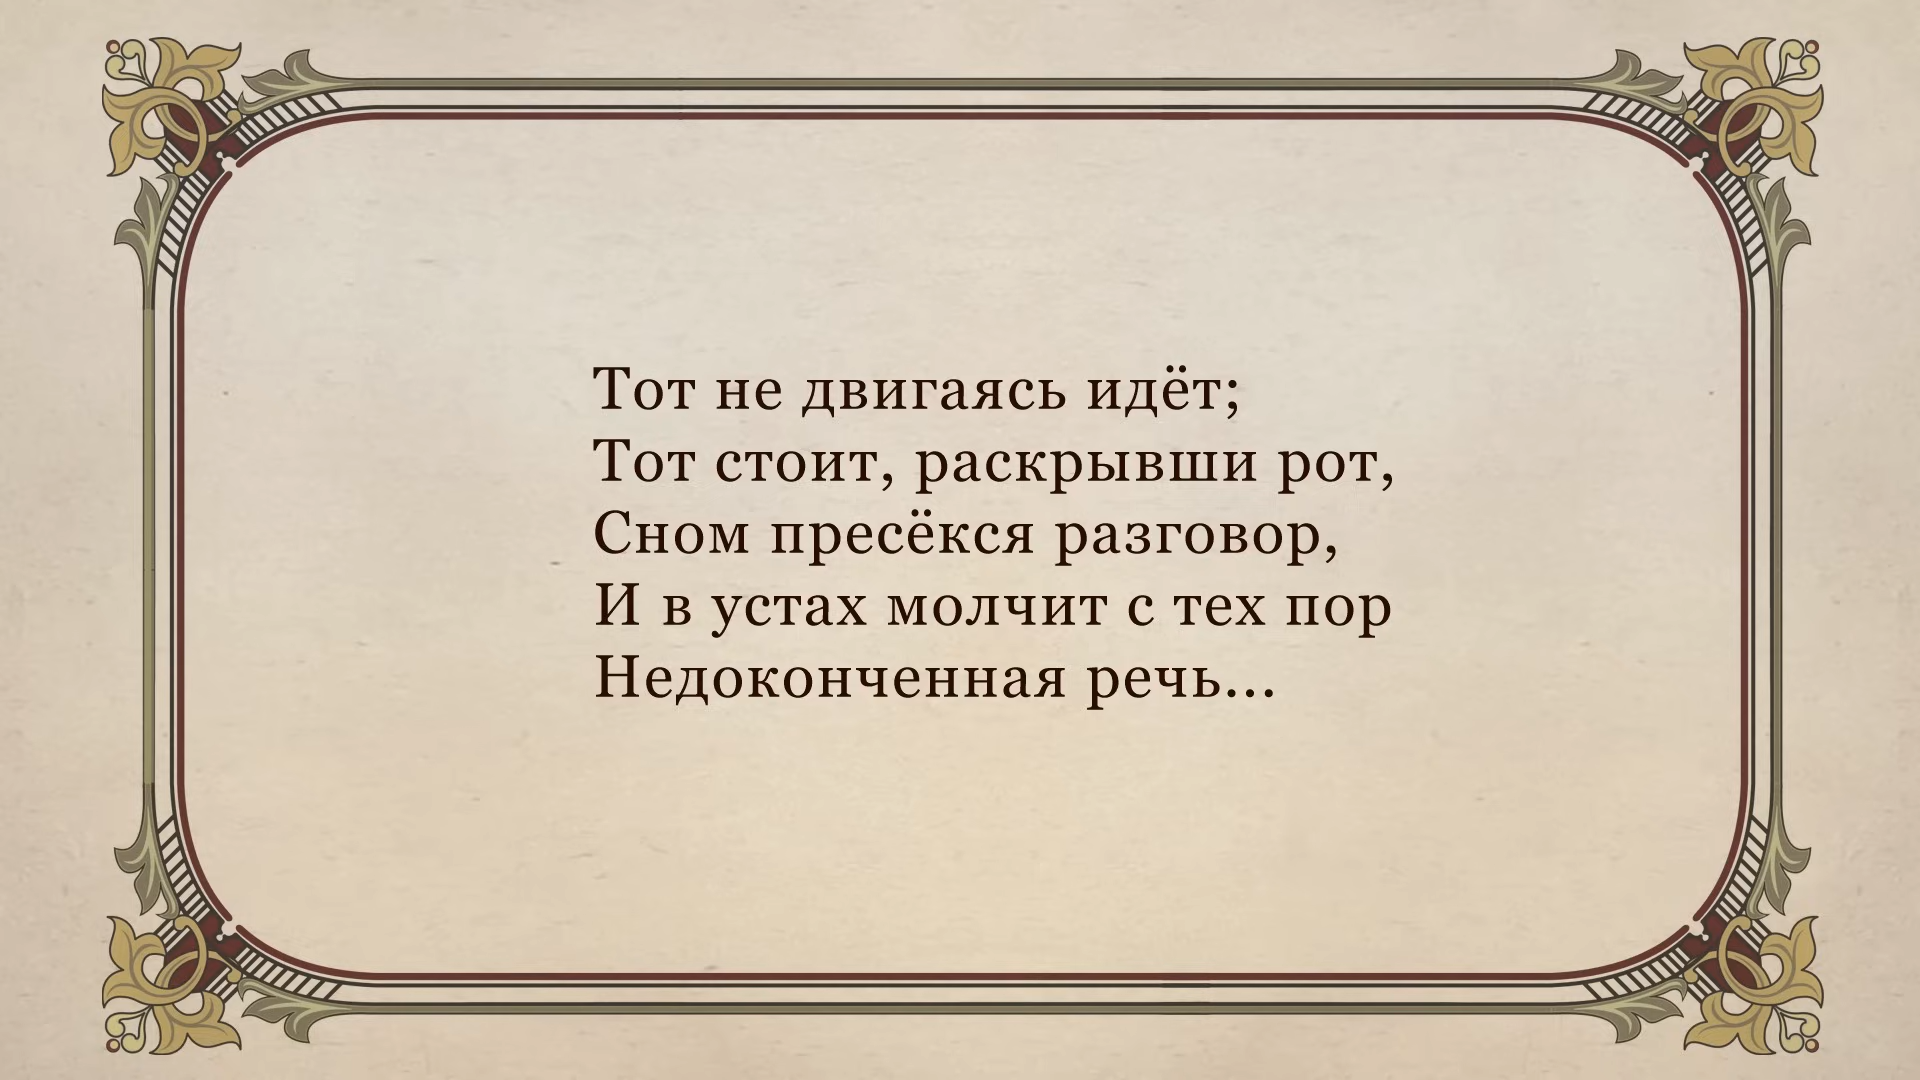 Тот не двигаясь идёт;
Тот стоит, раскрывши рот,
Сном пресёкся разговор,
И в устах молчит с тех пор
Недоконченная речь...